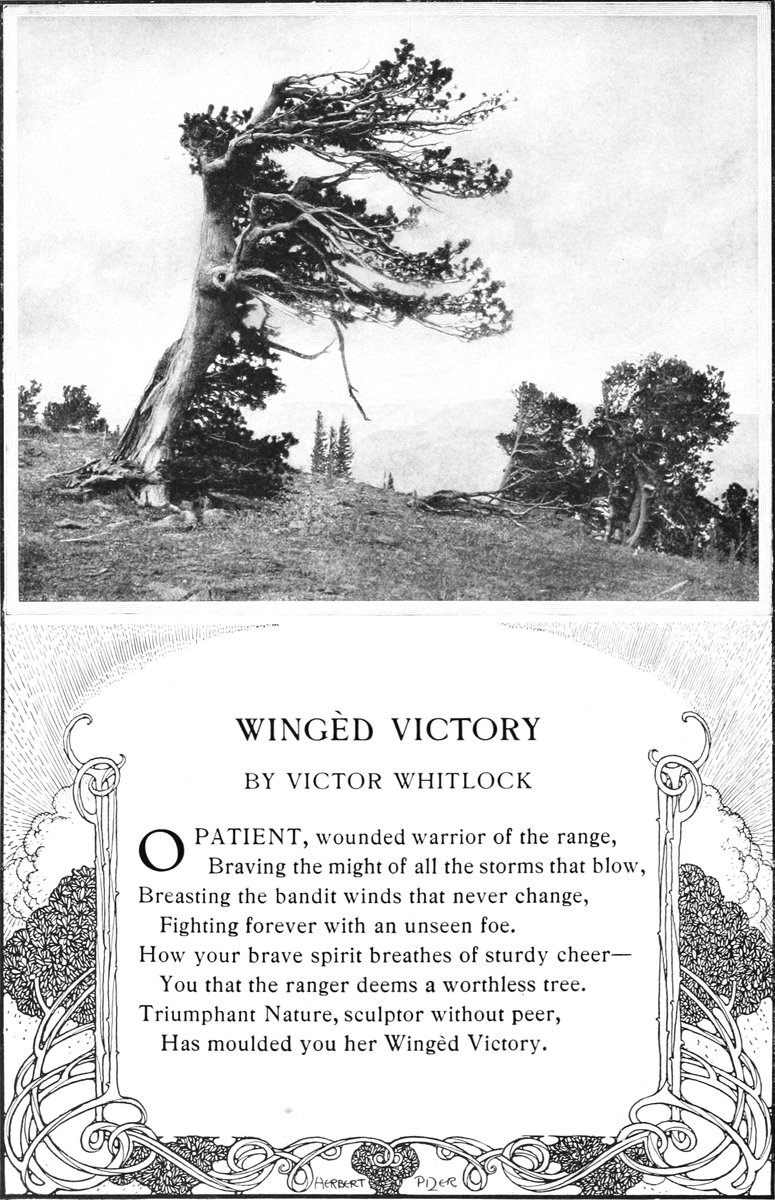 WINGÈD VICTORY
BY VICTOR WHITLOCK
O PATIENT, wounded warrior of the range,
Braving the might of all the storms that blow,
Breasting the bandit winds that never change,
Fighting forever with an unseen foe.
How your brave spirit breathes of sturdy cheer—
You that the ranger deems a worthless tree.
Triumphant Nature, sculptor without peer,
Has moulded you her Wingèd Victory.
HERBERT PIZER